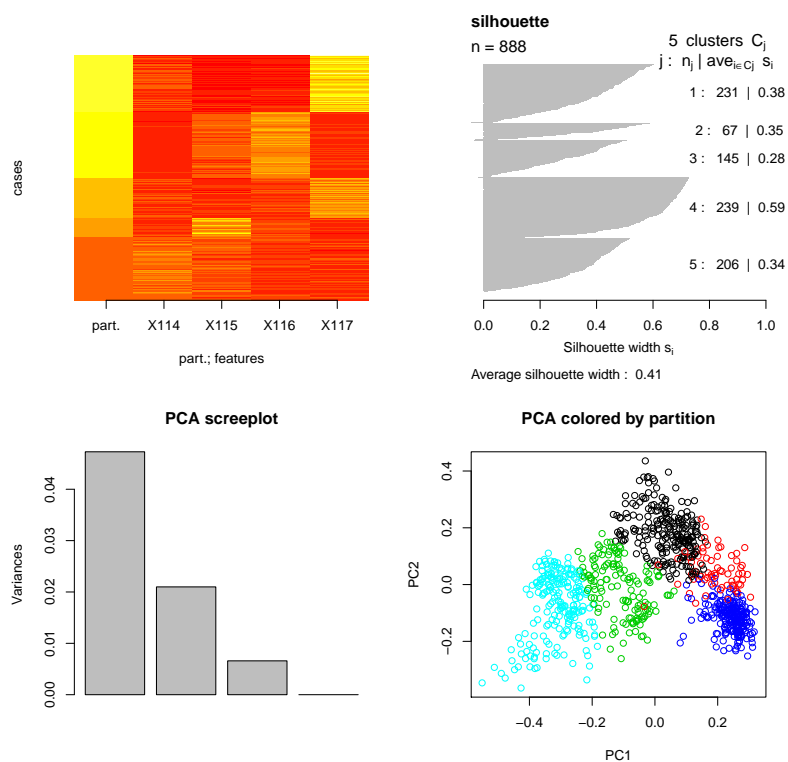 cases
part.
X114
X115
X116
X117
part.; features
silhouette
n = 888
5 clusters Cj
j : nj | avei∈Cj si
1 : 231 | 0.38
2 : 67 | 0.35
3 : 145 | 0.28
4 : 239 | 0.59
5 : 206 | 0.34
0.0
0.2
0.4
0.6
0.8
1.0
Silhouette width si
Average silhouette width : 0.41
PCA screeplot
Variances
0.04
0.03
0.02
0.01
0.00
PCA colored by partition
PC2
0.4
0.2
0.0
−0.2
−0.4
−0.2
0.0
0.2
PC1